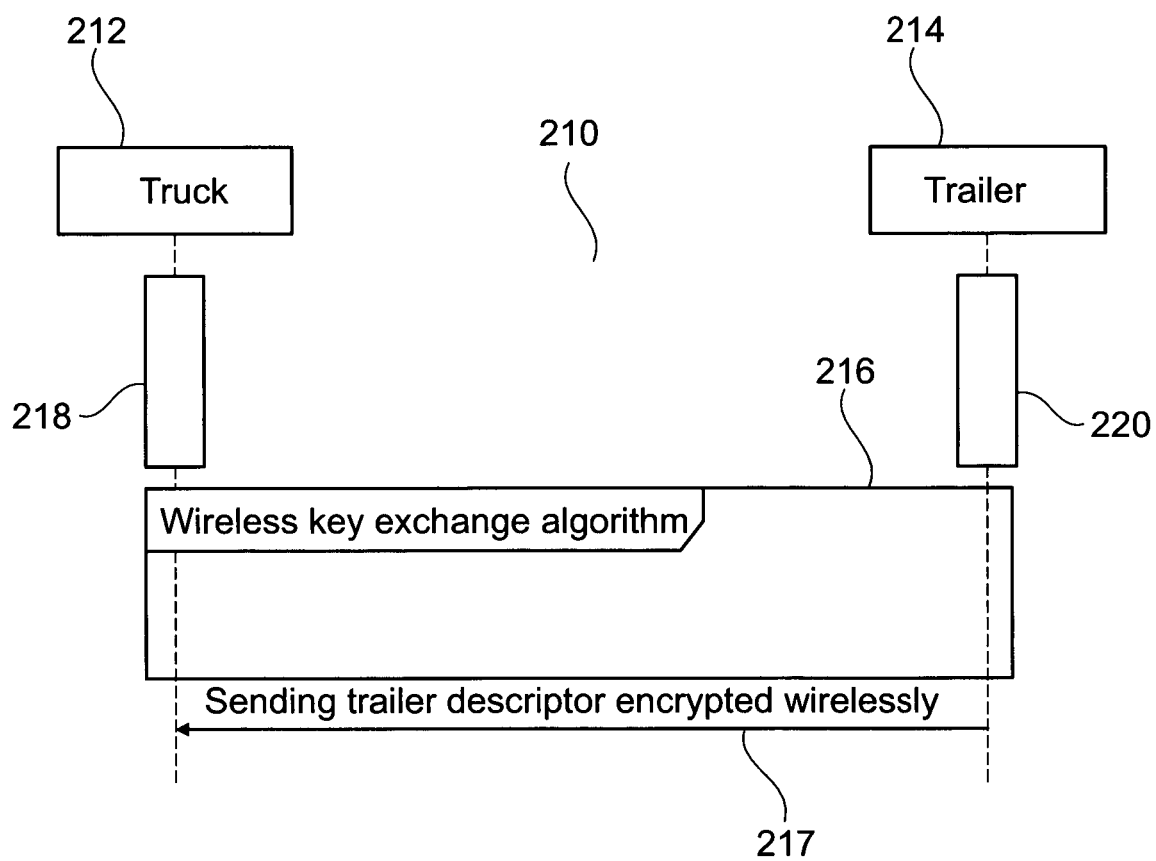 212
214
210
Truck
Trailer
216
218
220
Wireless key exchange algorithm
Sending trailer descriptor encrypted wirelessly
217